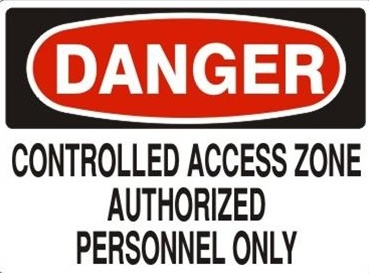 DANGER
CONTROLLED ACCESS ZONE
AUTHORIZED
PERSONNEL ONLY